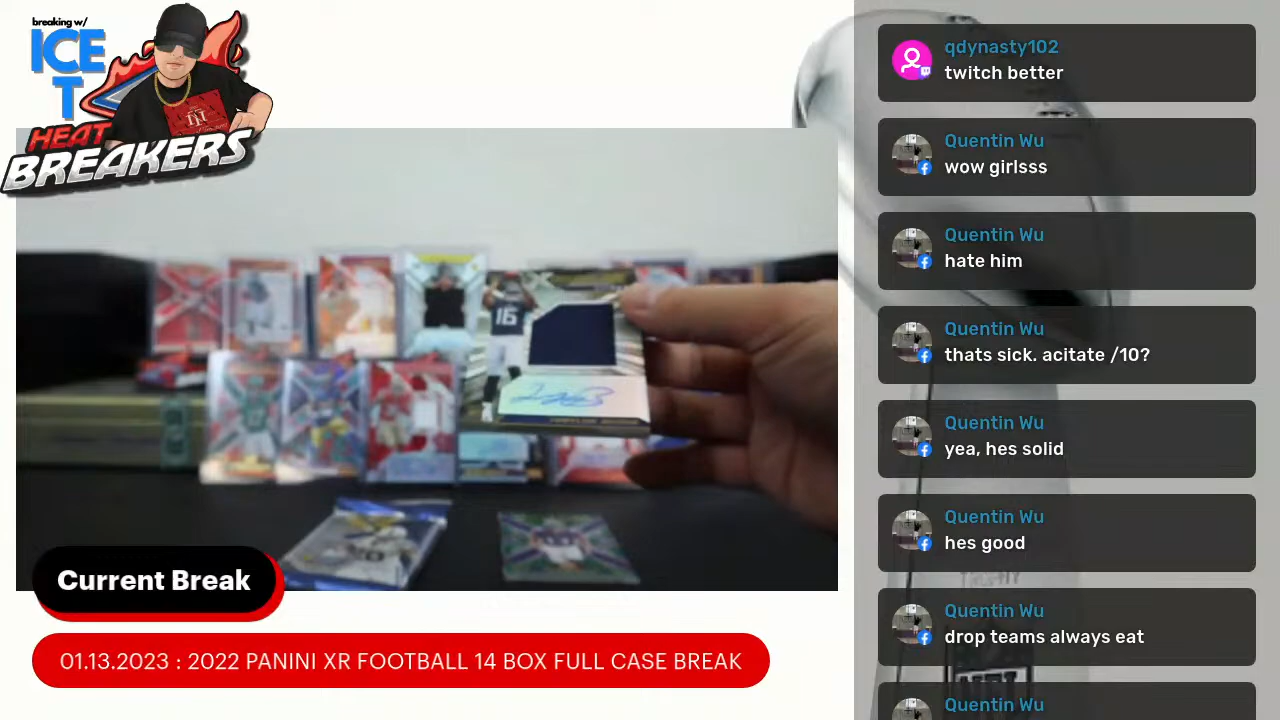 breaking w/
ICE
T
HEAT
BREAKERS
16
Current Break
01.13.2023 : 2022 PANINI XR FOOTBALL 14 BOX FULL CASE BREAK
qdynasty102
twitch better
Quentin Wu
wow girlsss
Quentin Wu
hate him
Quentin Wu
thats sick. acitate /10?
Quentin Wu
yea, hes solid
Quentin Wu
hes good
Quentin Wu
drop teams always eat
Quentin Wu